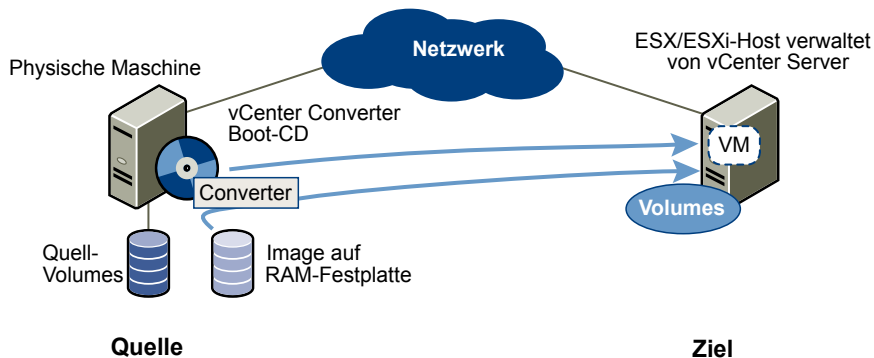 Netzwerk
ESX/ESXi-Host verwaltet
von vCenter Server
Physische Maschine
vCenter Converter
Boot-CD
VM
Converter
Volumes
Quell-
Volumes
Image auf
RAM-Festplatte
Quelle
Ziel